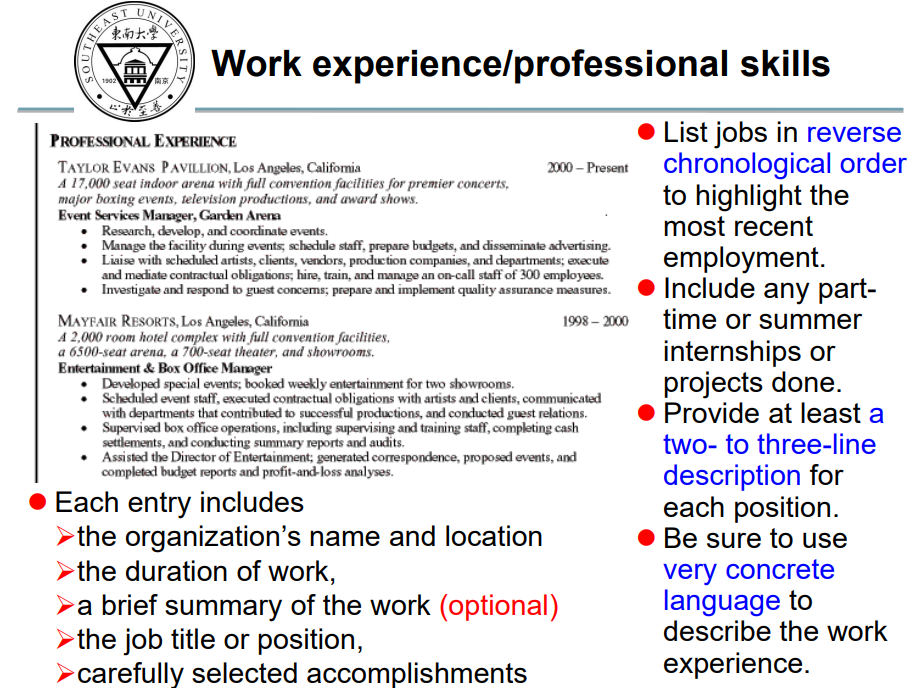 SOUTHEAST UNIVERSITY
東南大學
1902 南京
Work experience/professional skills
PROFESSIONAL EXPERIENCE
TAYLOR EVANS PAVILLION, Los Angeles, California 2000 – Present
A 17,000 seat indoor arena with full convention facilities for premier concerts,
major boxing events, television productions, and award shows.
Event Services Manager, Garden Arena
• Research, develop, and coordinate events.
• Manage the facility during events; schedule staff, prepare budgets, and disseminate advertising.
• Liaise with scheduled artists, clients, vendors, production companies, and departments; execute
and mediate contractual obligations; hire, train, and manage an on-call staff of 300 employees.
• Investigate and respond to guest concerns; prepare and implement quality assurance measures.
MAYFAIR RESORTS, Los Angeles, California 1998 – 2000
A 2,000 room hotel complex with full convention facilities,
a 6500-seat arena, a 700-seat theater, and showrooms.
Entertainment & Box Office Manager
• Developed special events; booked weekly entertainment for two showrooms.
• Scheduled event staff, executed contractual obligations with artists and clients, communicated
with departments that contributed to successful productions, and conducted guest relations.
• Supervised box office operations, including supervising and training staff, completing cash
settlements, and conducting summary reports and audits.
• Assisted the Director of Entertainment; generated correspondence, proposed events, and
completed budget reports and profit-and-loss analyses.
● Each entry includes
➢the organization’s name and location
➢the duration of work,
➢a brief summary of the work (optional)
➢the job title or position,
➢carefully selected accomplishments
● List jobs in reverse
chronological order
to highlight the
most recent
employment.
● Include any part-
time or summer
internships or
projects done.
● Provide at least a
two- to three-line
description for
each position.
● Be sure to use
very concrete
language to
describe the work
experience.